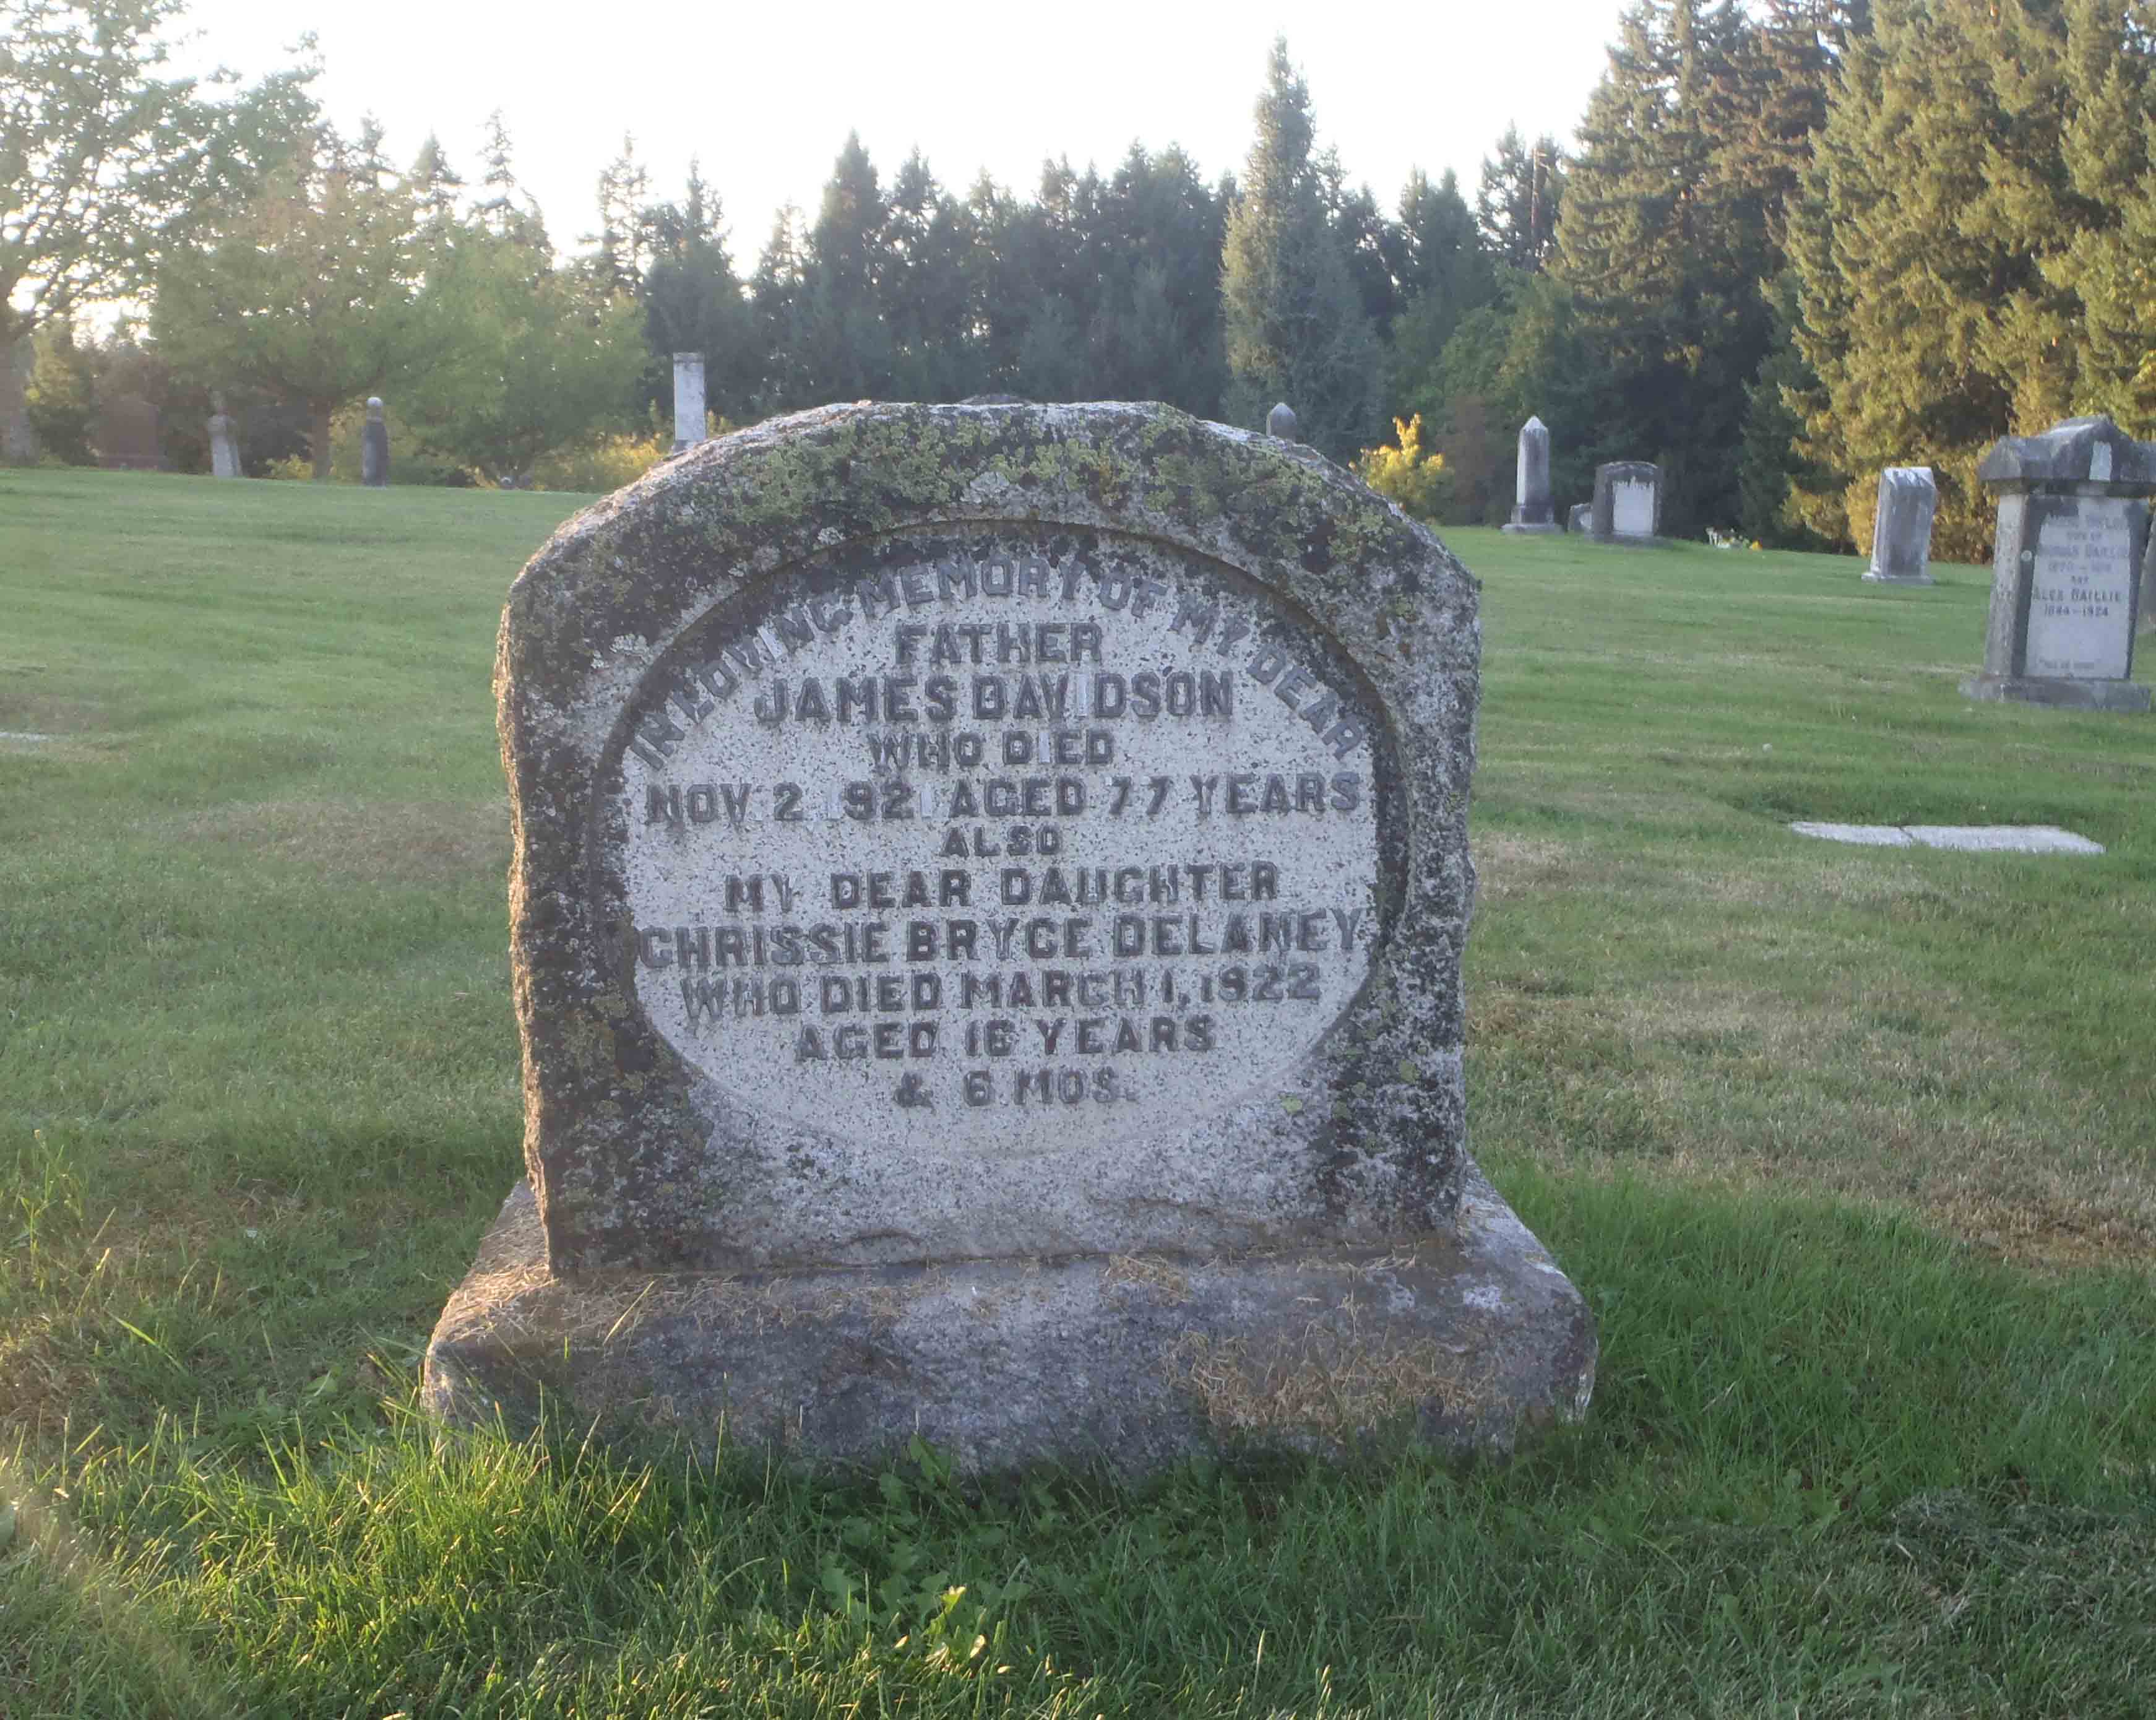 IN LOVING MEMORY OF MY DEAR
FATHER
JAMES DAVIDSON
WHO DIED
NOV. 2, 1921 AGED 77 YEARS
ALSO
MY DEAR DAUGHTER
CHRISSIE BRYCE DELANEY
WHO DIED MARCH 1, 1922
AGED 16 YEARS
& 6 MOS.
BAILLIE
AND
ALEX BAILLIE
1844-1924